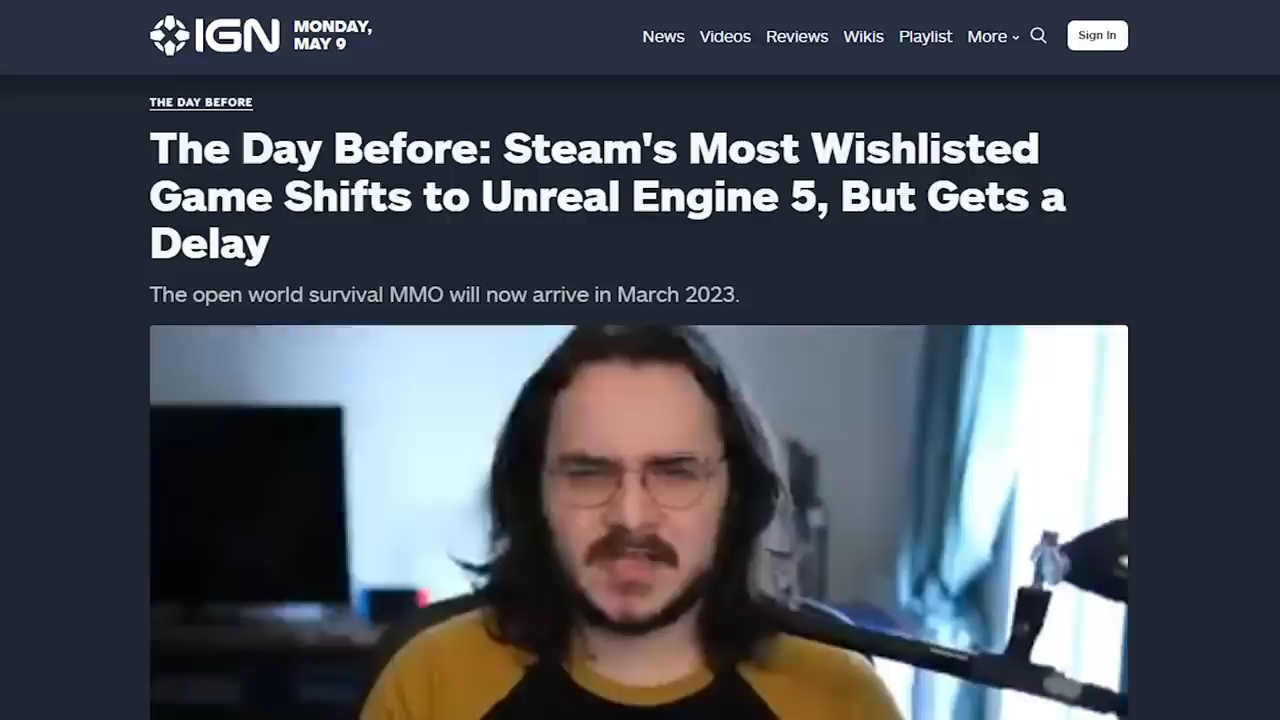 IGN
MONDAY,
MAY 9
News Videos Reviews Wikis Playlist More Sign In
THE DAY BEFORE
The Day Before: Steam's Most Wishlisted
Game Shifts to Unreal Engine 5, But Gets a
Delay
The open world survival MMO will now arrive in March 2023.